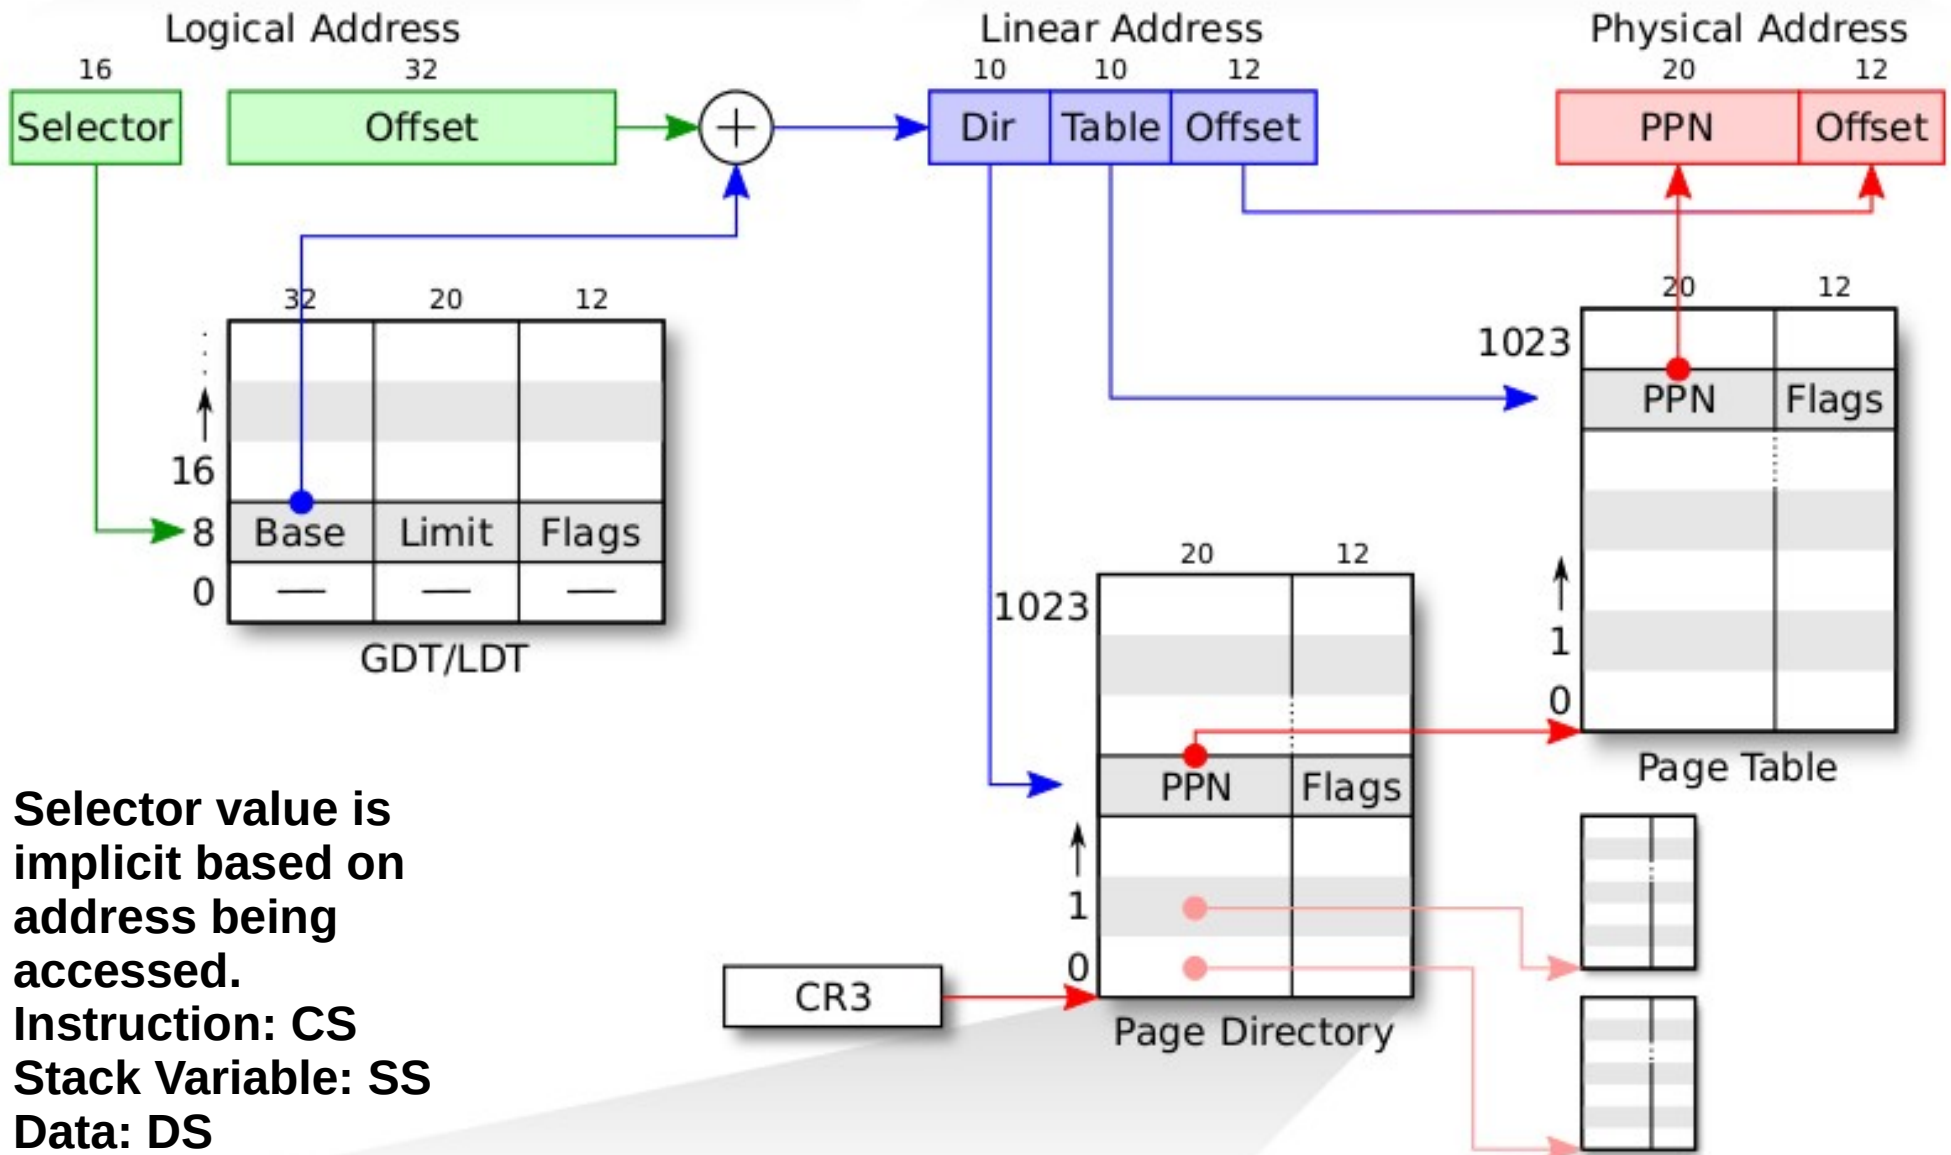 Logical Address
Linear Address
Physical Address
16
32
10
10
12
20
12
Selector
Offset
+
Dir
Table
Offset
PPN
Offset
32
20
12
16
8
Base
Limit
Flags
0
GDT/LDT
20
12
1023
PPN
Flags
1
0
Page Table
20
12
1023
PPN
Flags
1
0
Page Directory
CR3
Selector value is
implicit based on
address being
accessed.
Instruction: CS
Stack Variable: SS
Data: DS